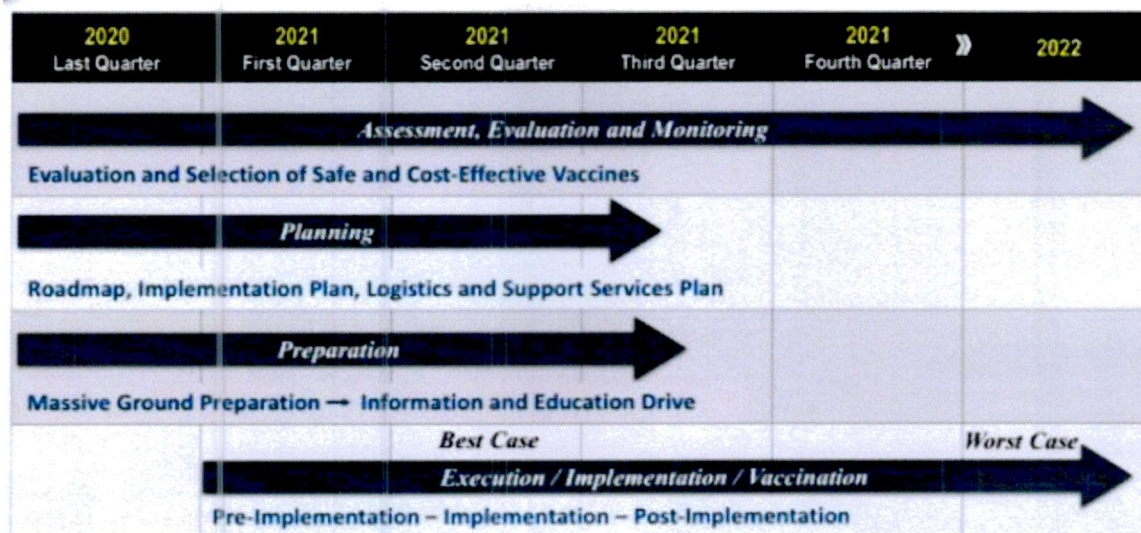 2020
Last Quarter
2021
First Quarter
2021
Second Quarter
2021
Third Quarter
2021
Fourth Quarter
»
2022
Assessment, Evaluation and Monitoring
Evaluation and Selection of Safe and Cost-Effective Vaccines
Planning
Roadmap, Implementation Plan, Logistics and Support Services Plan
Preparation
Massive Ground Preparation → Information and Education Drive
Best Case
Worst Case
Execution / Implementation / Vaccination
Pre-Implementation – Implementation – Post-Implementation